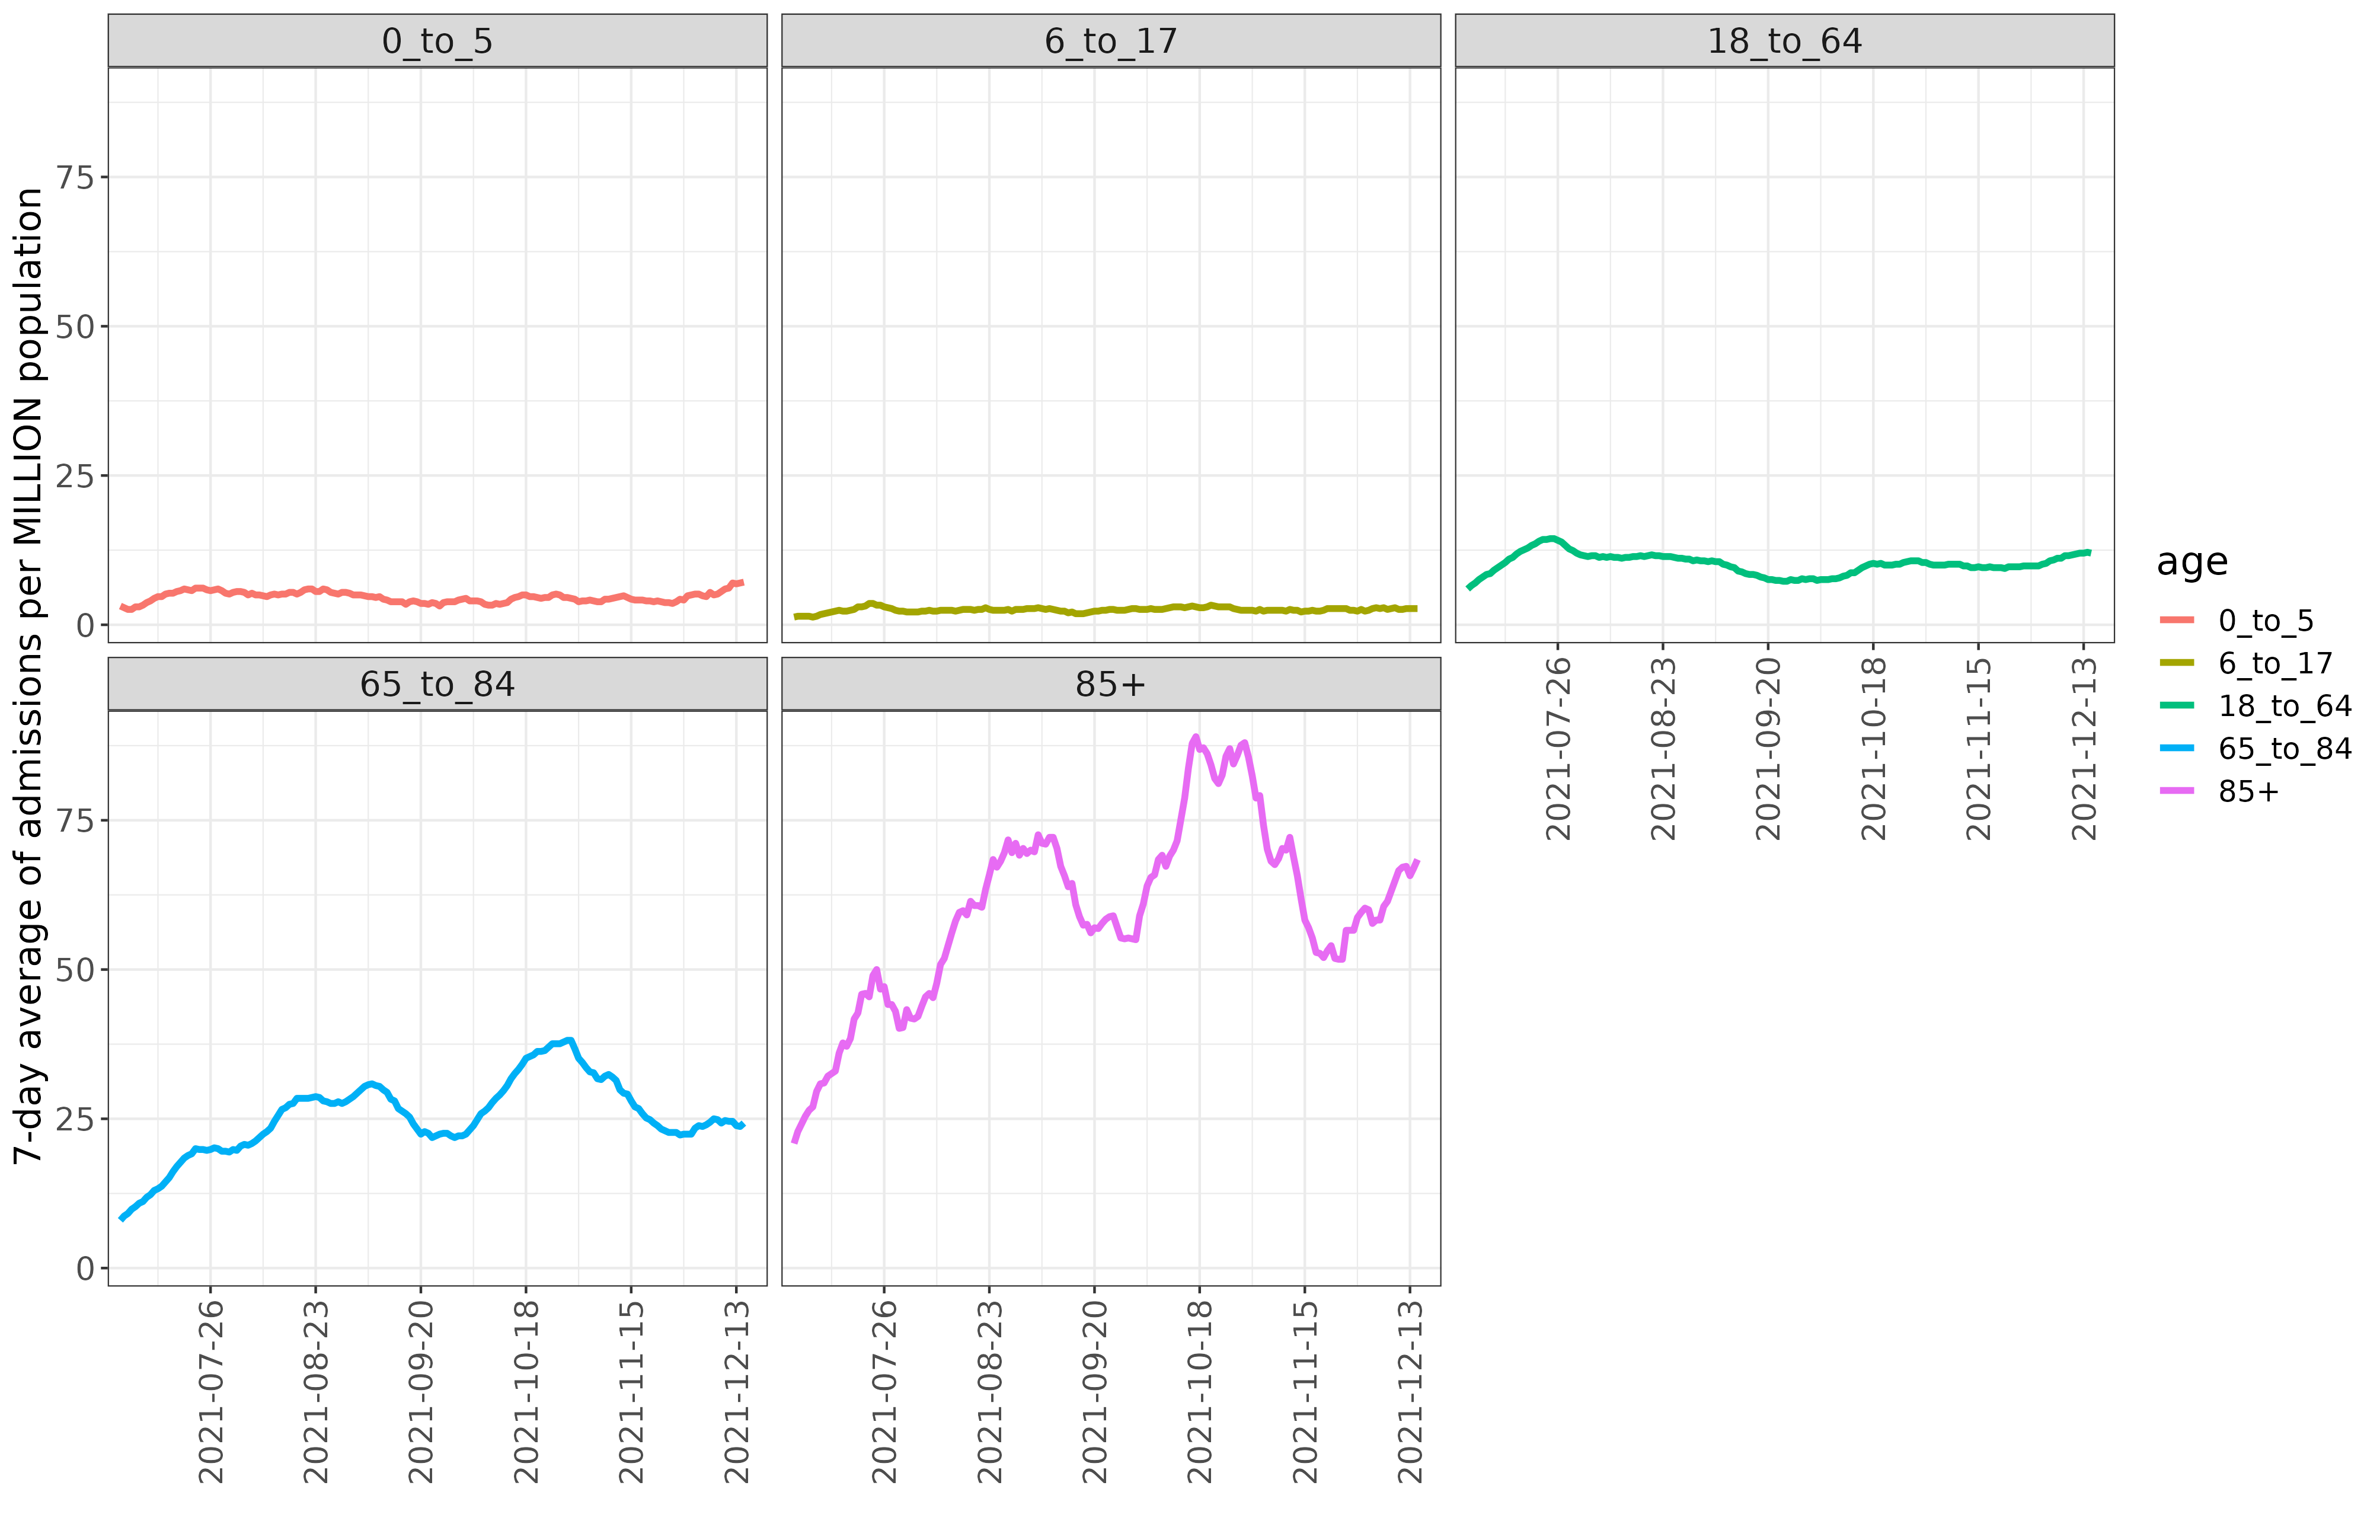 7-day average of admissions per MILLION population
0_to_5
6_to_17
18_to_64
75
50
25
0
2021-07-26
2021-08-23
2021-09-20
2021-10-18
2021-11-15
2021-12-13
65_to_84
85+
75
50
25
0
2021-07-26
2021-08-23
2021-09-20
2021-10-18
2021-11-15
2021-12-13
2021-07-26
2021-08-23
2021-09-20
2021-10-18
2021-11-15
2021-12-13
age
0_to_5
6_to_17
18_to_64
65_to_84
85+